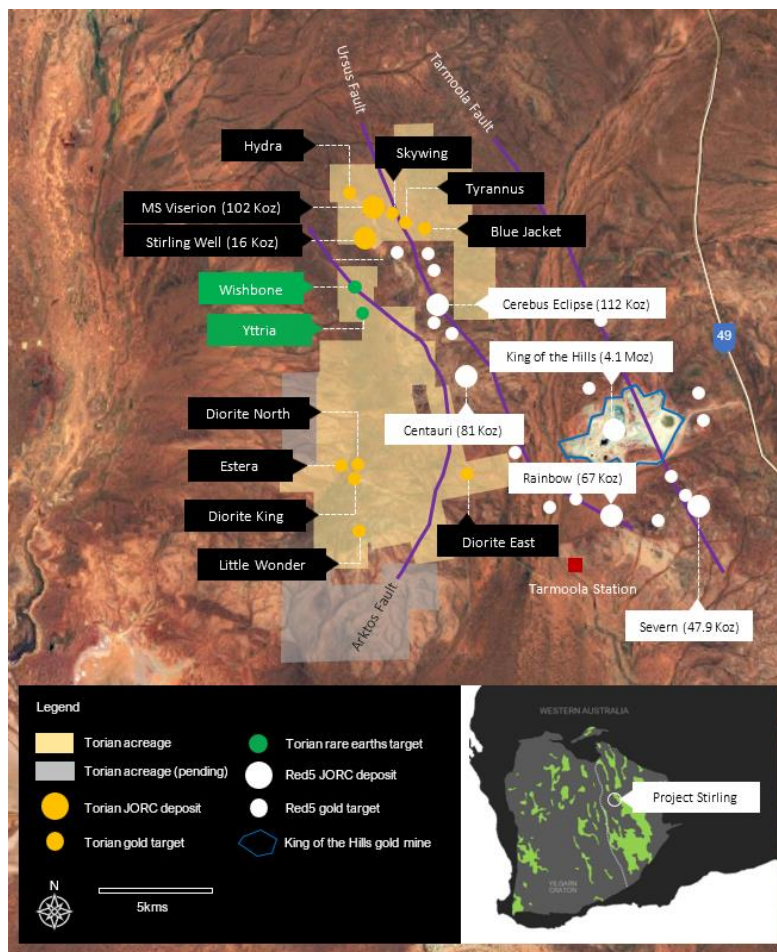 Ursus Fault
Tarmoola Fault
Hydra
Skywing
MS Viserion (102 Koz)
Tyrannus
Stirling Well (16 Koz)
Blue Jacket
Wishbone
Cerebus Eclipse (112 Koz)
Yttria
49
King of the Hills (4.1 Moz)
Diorite North
Centauri (81 Koz)
Estera
Rainbow (67 Koz)
Diorite King
Diorite East
Little Wonder
Tarmoola Station
Arktos Fault
Severn (47.9 Koz)
Legend
Torian acreage
Torian rare earths target
Torian acreage (pending)
Red5 JORC deposit
Torian JORC deposit
Red5 gold target
Torian gold target
King of the Hills gold mine
N
5kms
WESTERN AUSTRALIA
Project Stirling
YILGARN
CRATON